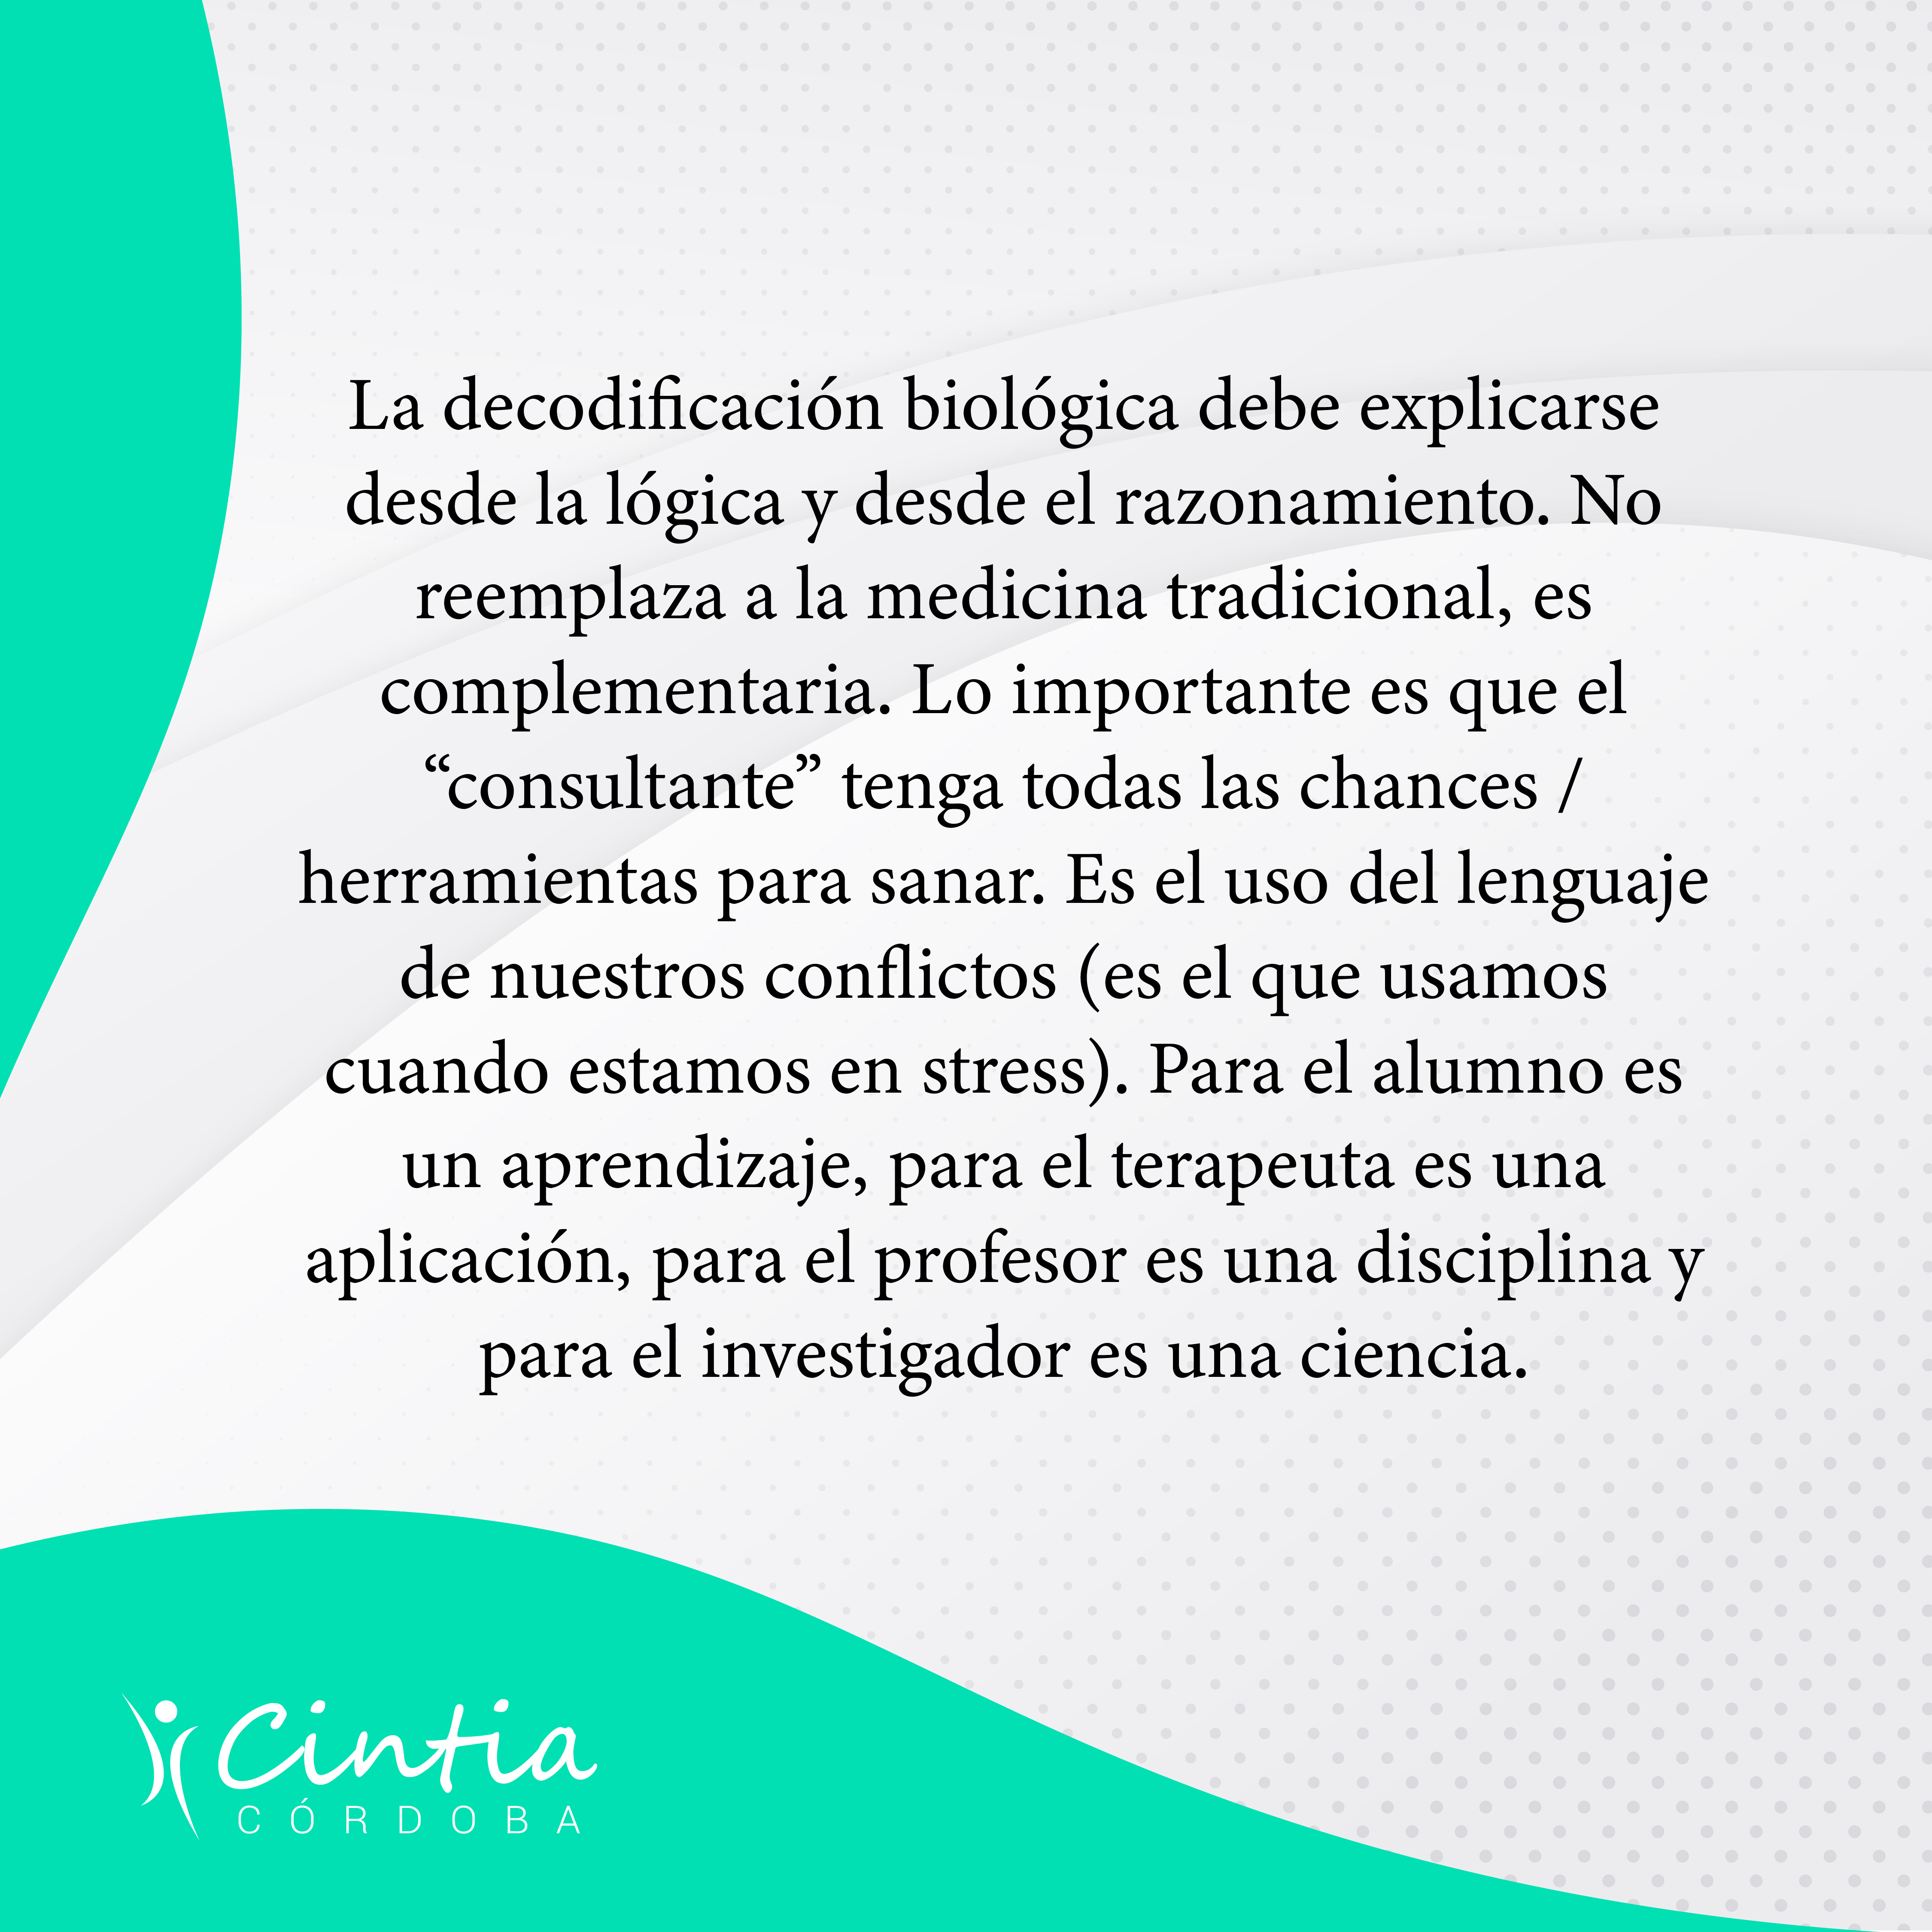 La decodificación biológica debe explicarse
desde la lógica y desde el razonamiento. No
reemplaza a la medicina tradicional, es
complementaria. Lo importante es que el
“consultante” tenga todas las chances /
herramientas para sanar. Es el uso del lenguaje
de nuestros conflictos (es el que usamos
cuando estamos en stress). Para el alumno es
un aprendizaje, para el terapeuta es una
aplicación, para el profesor es una disciplina y
para el investigador es una ciencia.
Cintia
CÓRDOBA